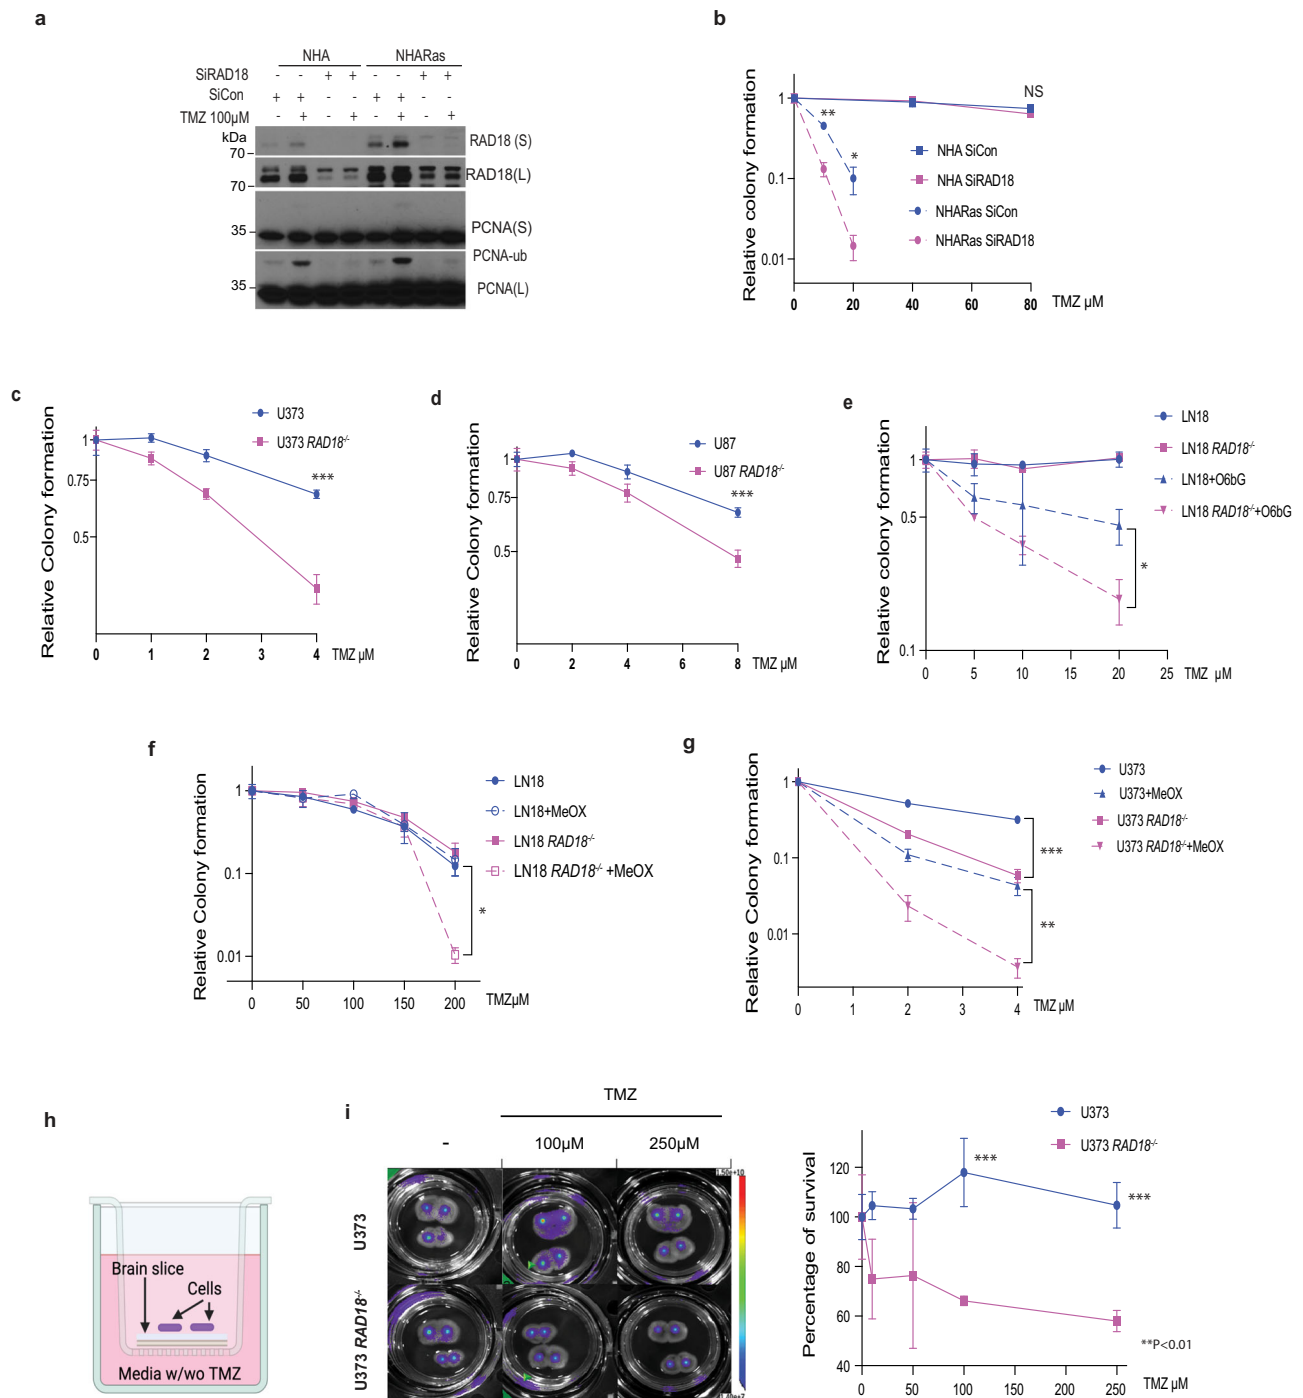 a
NHA NHARas
SiRAD18 - - + + - - + +
SiCon + + - - + + - -
TMZ 100µM - + - + - + - +
kDa
70
RAD18 (S)
70
RAD18(L)
35
PCNA(S)
PCNA-ub
35
PCNA(L)
b
Relative colony formation
1
0.1
0.01
NS
**
*
NHA SiCon
NHA SiRAD18
NHARas SiCon
NHARas SiRAD18
0 20 40 60 80 TMZ µM
c
Relative Colony formation
1
0.75
0.5
U373
U373 RAD18-/-
***
0 1 2 3 4 TMZ µM
d
Relative Colony formation
1
0.75
0.5
U87
U87 RAD18-/-
***
0 2 4 6 8 TMZ µM
e
Relative colony formation
1
0.5
0.1
LN18
LN18 RAD18-/-
LN18+O6bG
LN18 RAD18-/-+O6bG
*
0 5 10 15 20 25 TMZ µM
f
Relative Colony formation
1
0.1
0.01
LN18
LN18+MeOX
LN18 RAD18-/-
LN18 RAD18-/- +MeOX
*
0 50 100 150 200 TMZµM
g
Relative Colony formation
1
0.1
0.01
U373
U373+MeOX
U373 RAD18-/-
U373 RAD18-/-+MeOX
***
**
0 1 2 3 4 TMZ µM
h
Brain slice
Cells
Media w/wo TMZ
i
TMZ
- 100µM 250µM
U373
U373 RAD18-/-
1.50e+10
Percentage of survival
120
100
80
60
40
U373
U373 RAD18-/-
***
***
**P<0.01
0 50 100 150 200 250 TMZ µM